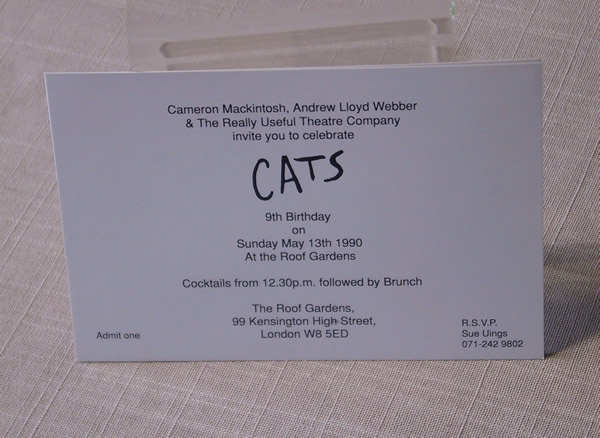 Cameron Mackintosh, Andrew Lloyd Webber
& The Really Useful Theatre Company
invite you to celebrate
CATS
9th Birthday
on
Sunday May 13th 1990
At the Roof Gardens
Cocktails from 12.30p.m. followed by Brunch
The Roof Gardens,
99 Kensington High Street,
London W8 5ED
Admit one
R.S.V.P.
Sue Uings
071-242 9802